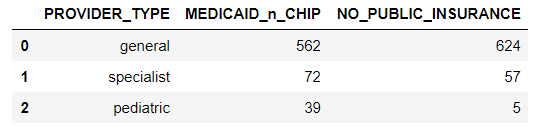 PROVIDER_TYPE MEDICAID_n_CHIP NO_PUBLIC_INSURANCE
0 general 562 624
1 specialist 72 57
2 pediatric 39 5